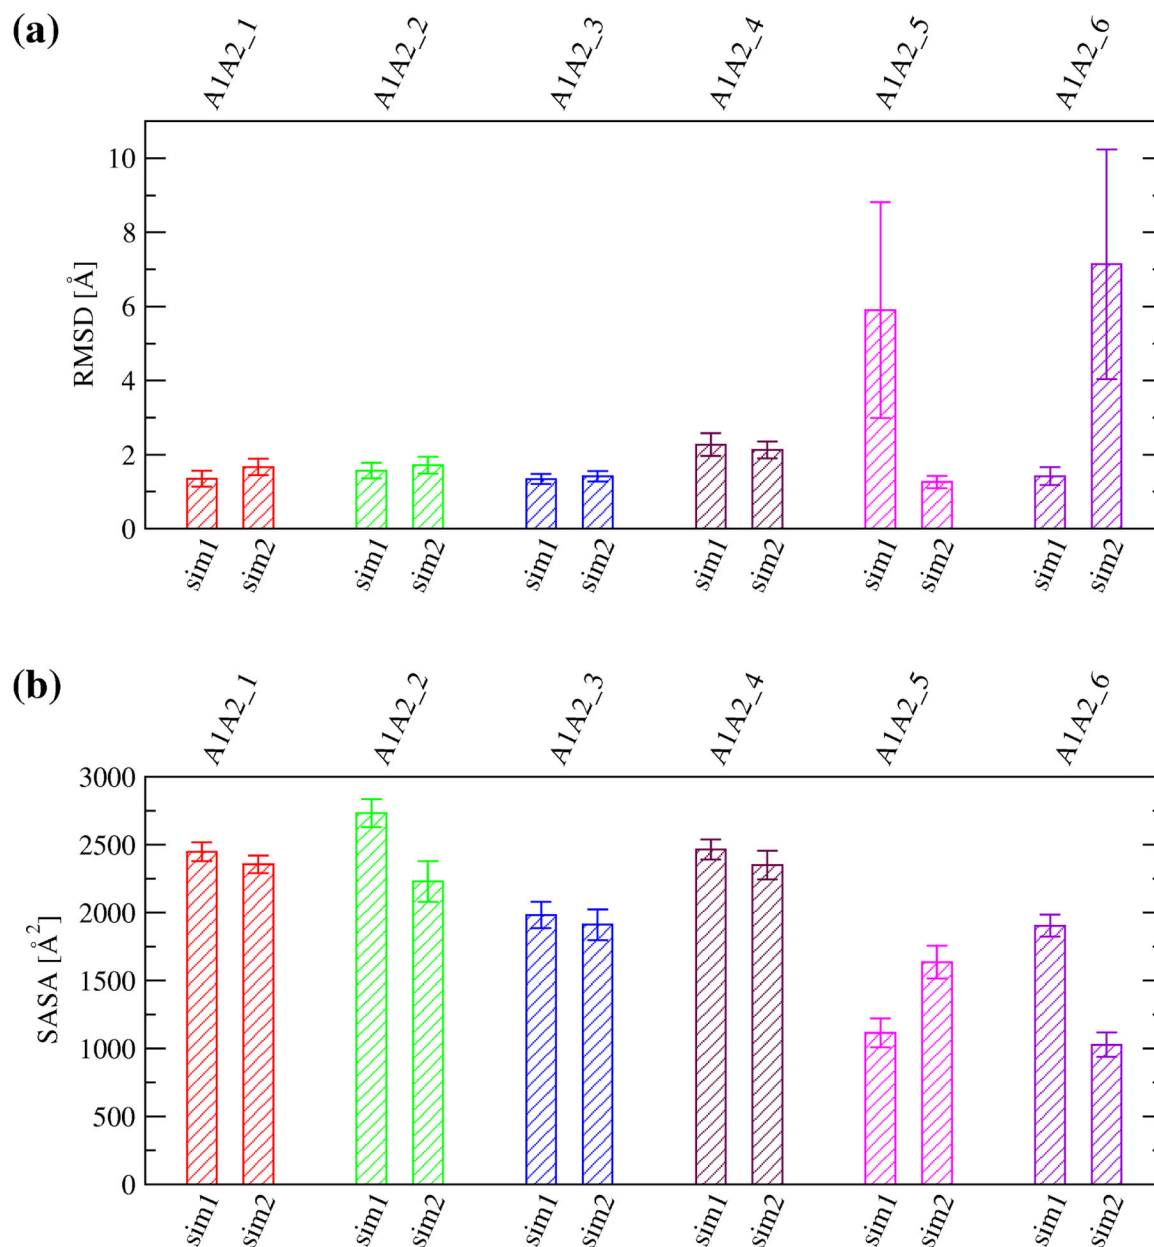 (a)
A1A2_1 A1A2_2 A1A2_3 A1A2_4 A1A2_5 A1A2_6
10
8
6
4
2
0
RMSD [Å]
sim1 sim2 sim1 sim2 sim1 sim2 sim1 sim2 sim1 sim2 sim1 sim2
(b)
A1A2_1 A1A2_2 A1A2_3 A1A2_4 A1A2_5 A1A2_6
3000
2500
2000
1500
1000
500
0
SASA [Å²]
sim1 sim2 sim1 sim2 sim1 sim2 sim1 sim2 sim1 sim2 sim1 sim2